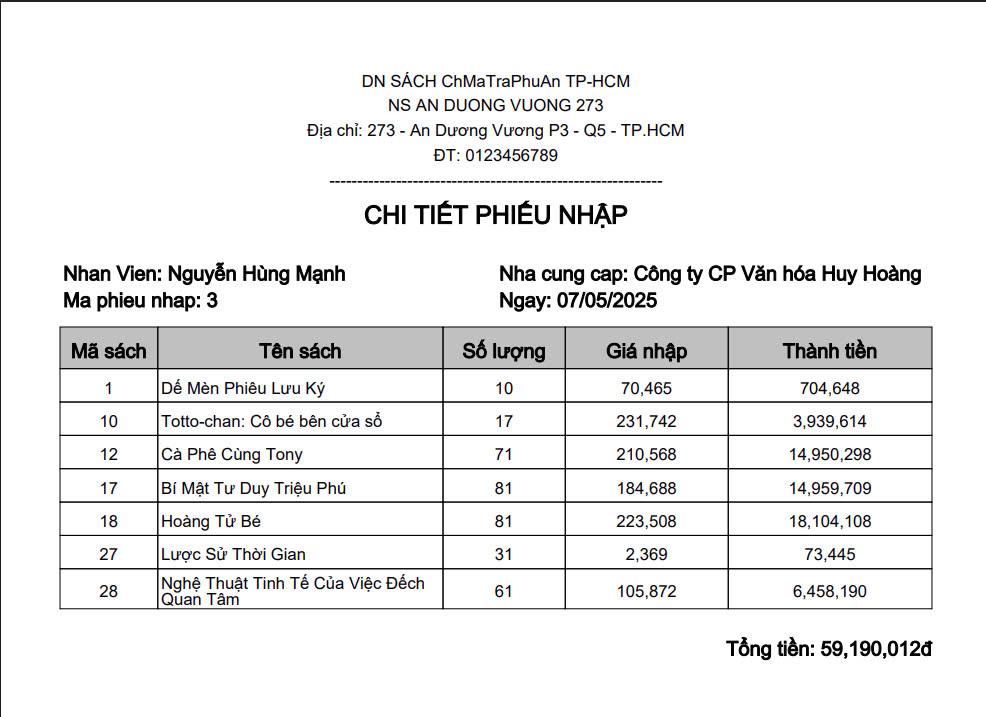 DN SÁCH ChMaTraPhuAn TP-HCM
NS AN DUONG VUONG 273
Địa chỉ: 273 - An Dương Vương P3 - Q5 - TP.HCM
ĐT: 0123456789
------------------------------------------------------------
CHI TIẾT PHIẾU NHẬP
Nhan Vien: Nguyễn Hùng Mạnh Nha cung cap: Công ty CP Văn hóa Huy Hoàng
Ma phieu nhap: 3 Ngay: 07/05/2025
Mã sách Tên sách Số lượng Giá nhập Thành tiền
1 Dế Mèn Phiêu Lưu Ký 10 70,465 704,648
10 Totto-chan: Cô bé bên cửa sổ 17 231,742 3,939,614
12 Cà Phê Cùng Tony 71 210,568 14,950,298
17 Bí Mật Tư Duy Triệu Phú 81 184,688 14,959,709
18 Hoàng Tử Bé 81 223,508 18,104,108
27 Lược Sử Thời Gian 31 2,369 73,445
28 Nghệ Thuật Tinh Tế Của Việc Đếch 61 105,872 6,458,190
Quan Tâm
Tổng tiền: 59,190,012đ